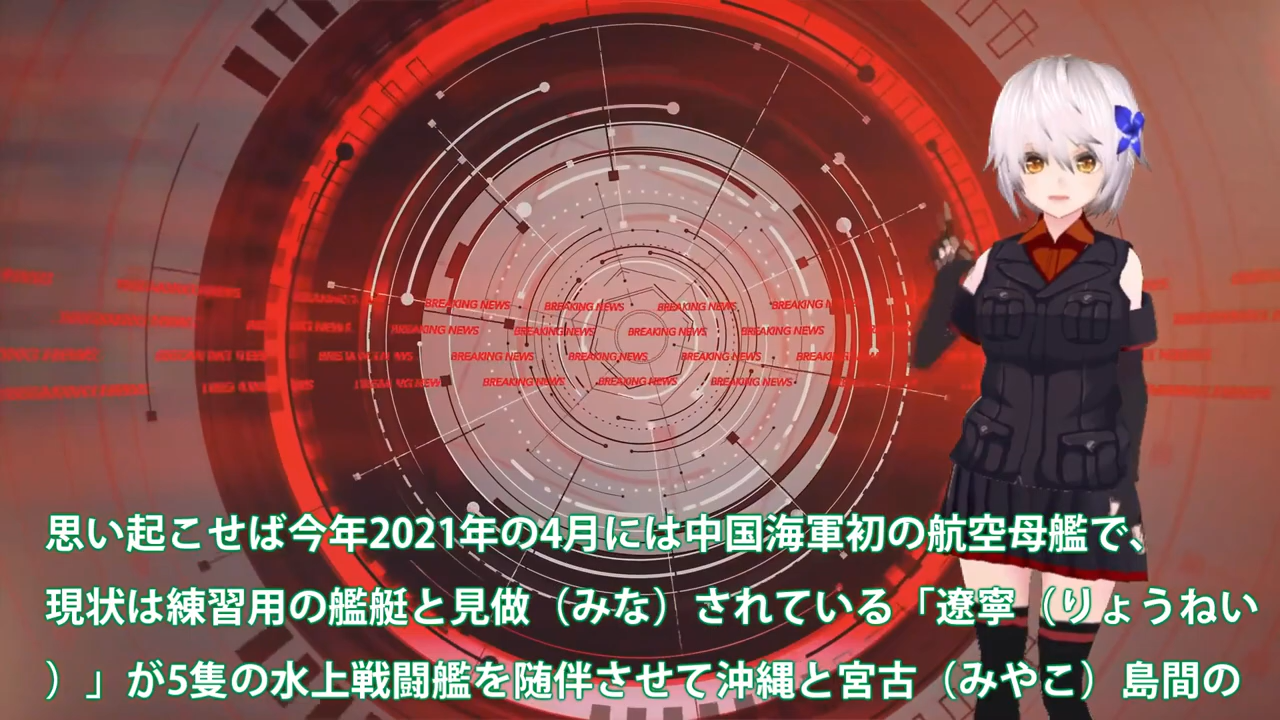 BREAKING NEWS BREAKING NEWS BREAKING NEWS BREAKING NEWS
BREAKING NEWS BREAKING NEWS BREAKING NEWS BREAKING NEWS
BREAKING NEWS BREAKING NEWS BREAKING NEWS BREAKING
BREAKING NEWS BREAKING NEWS BREAKING NEWS
思い起こせば今年2021年の4月には中国海軍初の航空母艦で、
現状は練習用の艦艇と見做（みな）されている「遼寧（りょうねい
）」が5隻の水上戦闘艦を随伴させて沖縄と宮古（みやこ）島間の